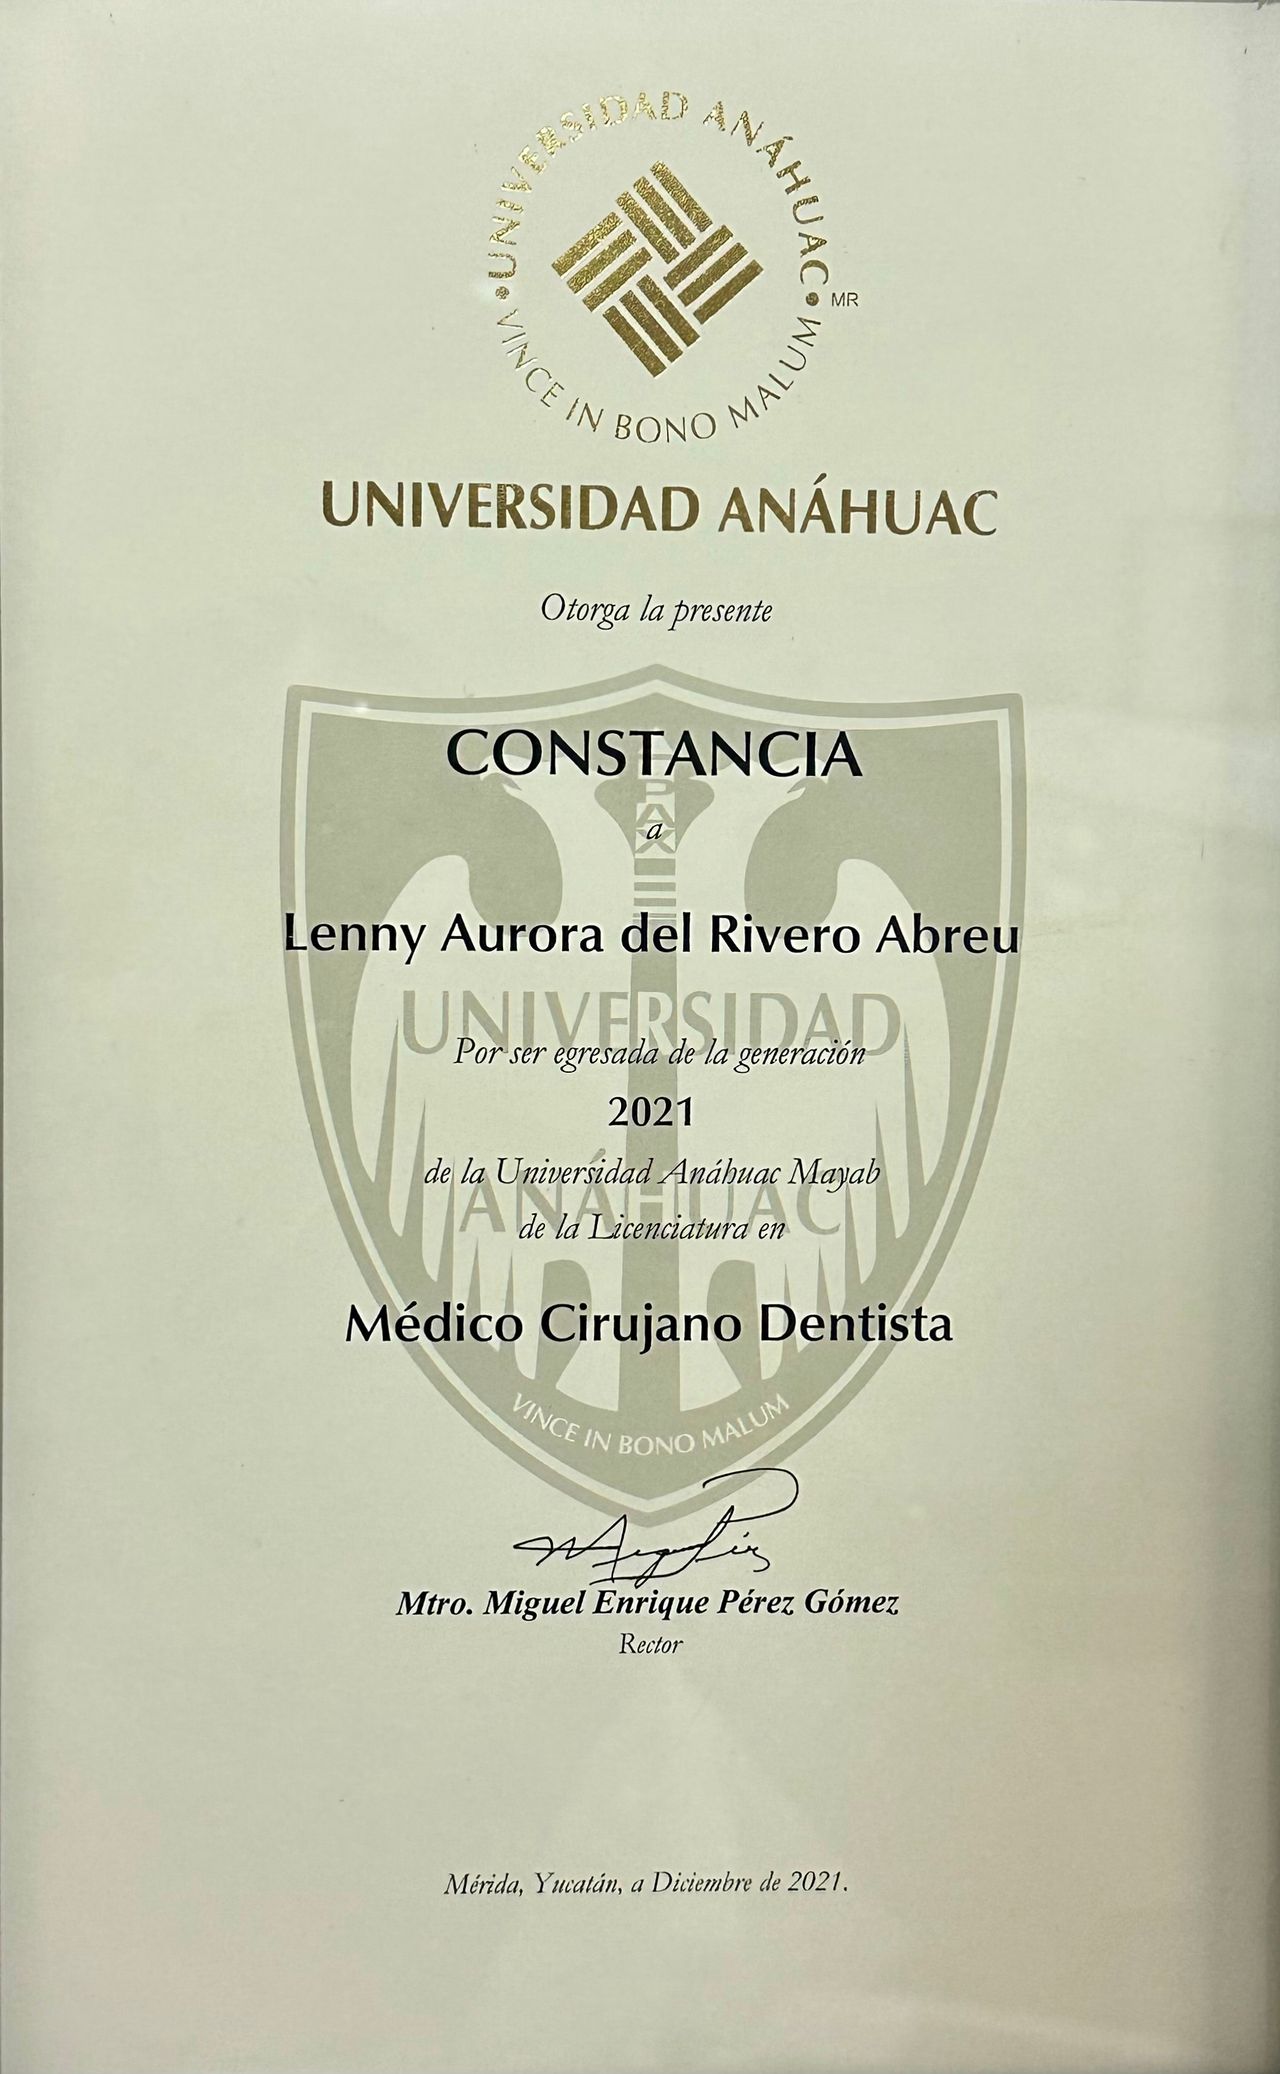 UNIVERSIDAD ANÁHUAC
MR
VINCE IN BONO MALUM
UNIVERSIDAD ANÁHUAC
Otorga la presente
CONSTANCIA
PAX
a
Lenny Aurora del Rivero Abreu
UNIVERSIDAD
Por ser egresada de la generación
2021
de la Universidad Anáhuac Mayab
ANÁHUAC
de la Licenciatura en
Médico Cirujano Dentista
VINCE IN BONO MALUM
Mtro. Miguel Enrique Pérez Gómez
Rector
Mérida, Yucatán, a Diciembre de 2021.